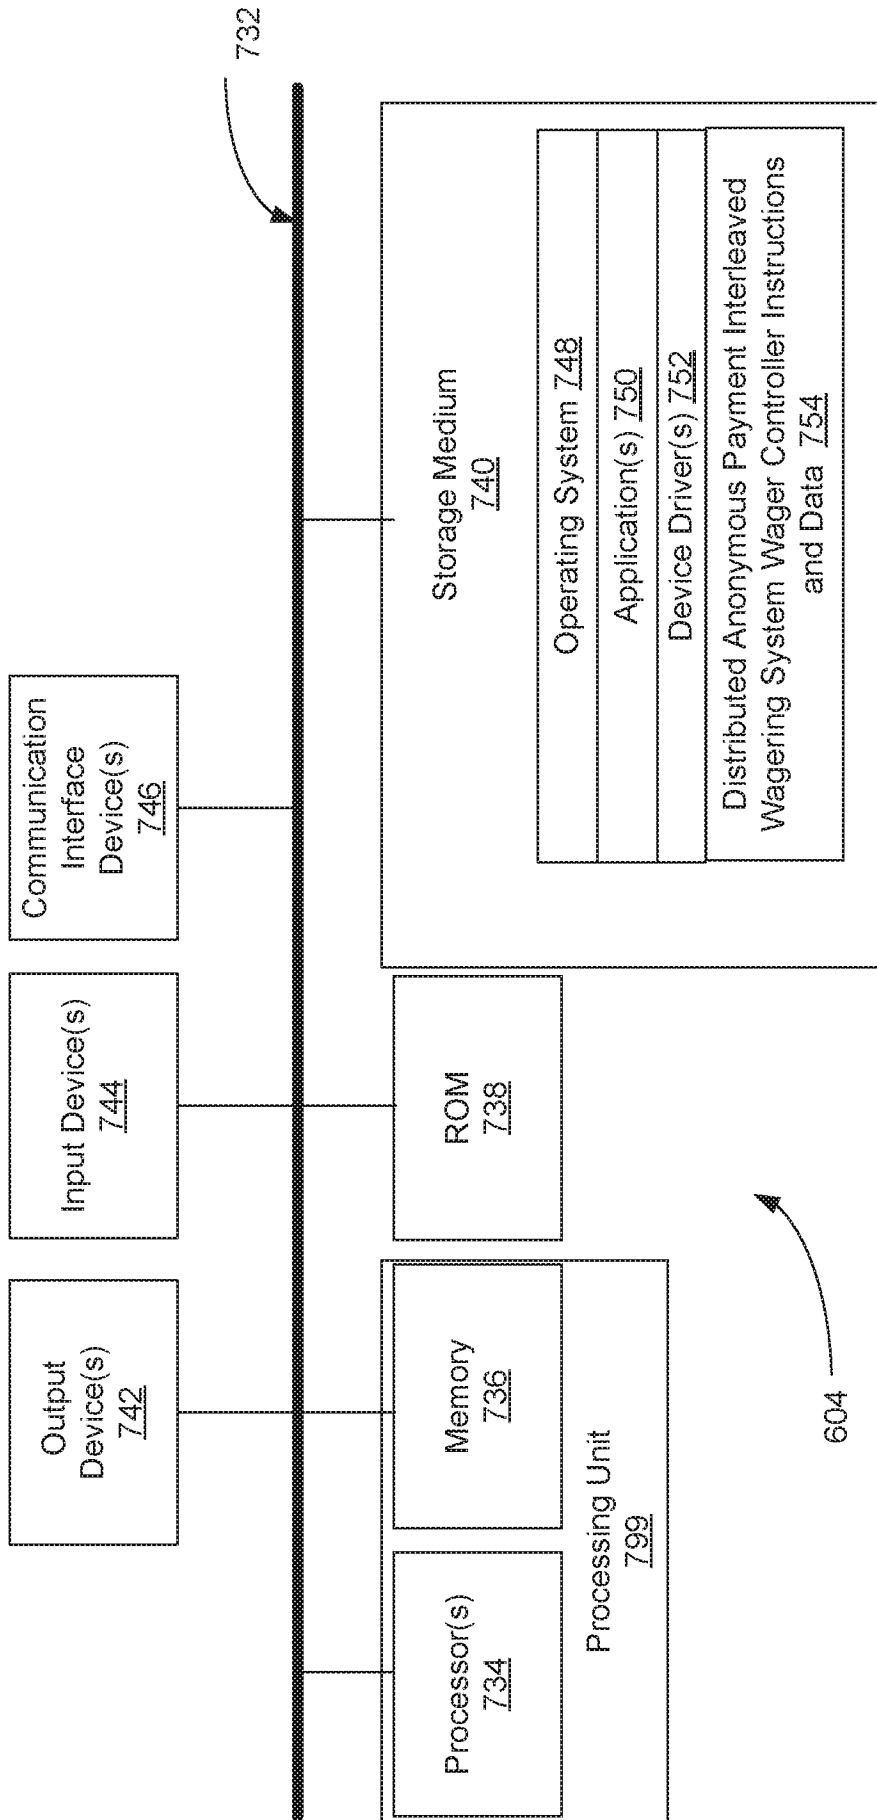 732
Output
Device(s)
742
Input Device(s)
744
Communication
Interface
Device(s)
746
Processor(s)
734
Memory
736
Processing Unit
799
ROM
738
Storage Medium
740
Operating System 748
Application(s) 750
Device Driver(s) 752
Distributed Anonymous Payment Interleaved
Wagering System Wager Controller Instructions
and Data 754
604